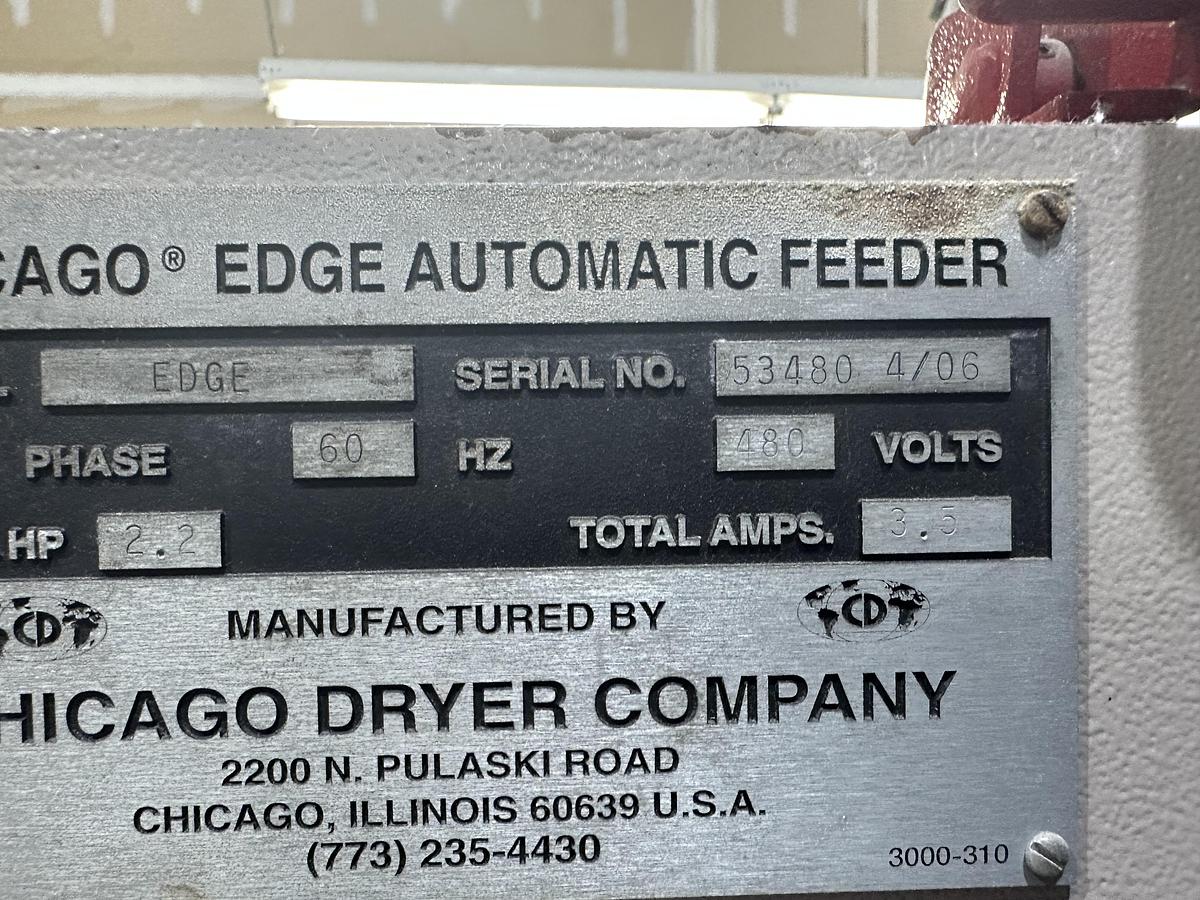 CAGO® EDGE AUTOMATIC FEEDER
EDGE SERIAL NO. 53480 4/06
PHASE 60 HZ 480 VOLTS
HP 2.2 TOTAL AMPS. 3.5
CD MANUFACTURED BY CD
HICAGO DRYER COMPANY
2200 N. PULASKI ROAD
CHICAGO, ILLINOIS 60639 U.S.A.
(773) 235-4430
3000-310